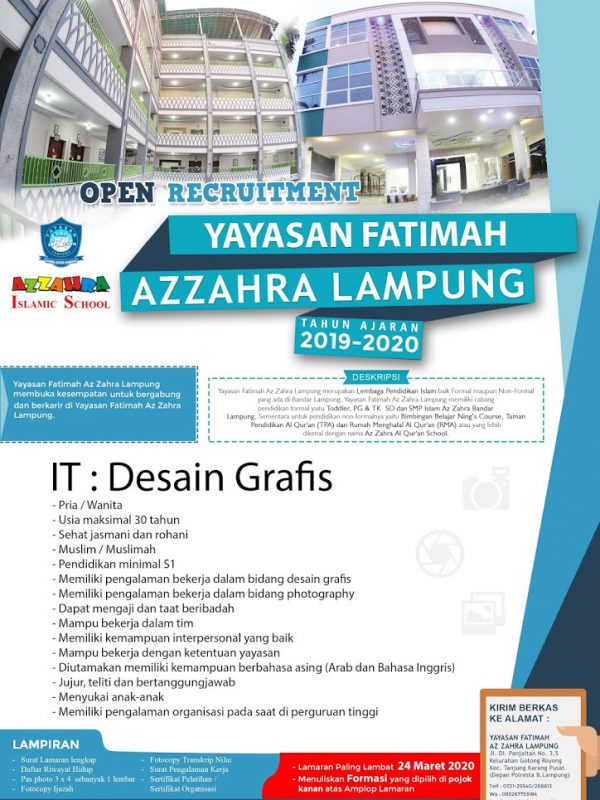 OPEN RECRUITMENT
YAYASAN FATIMAH
AZZAHRA LAMPUNG
AZZAHRA
ISLAMIC SCHOOL
TAHUN AJARAN
2019-2020
Yayasan Fatimah Az Zahra Lampung
membuka kesempatan untuk bergabung
dan berkarir di Yayasan Fatimah Az Zahra
Lampung.
DESKRIPSI
Yayasan Fatimah Az Zahra Lampung merupakan Lembaga Pendidikan Islam baik Formal maupun Non-Formal
yang ada di Bandar Lampung. Yayasan Fatimah Az Zahra Lampung memiliki cabang
pendidikan formal yaitu Toddler, PG & TK SD dan SMP Islam Az Zahra Bandar
Lampung. Sementara untuk pendidikan non formalnya yaitu Bimbingan Belajar Ning's Course, Taman
Pendidikan Al Qur'an (TPA) dan Rumah Menghafal Al Qur'an (RMA) atau yang lebih
dikenal dengan nama Az Zahra Al Qur'an School.
IT : Desain Grafis
- Pria / Wanita
- Usia maksimal 30 tahun
- Sehat jasmani dan rohani
- Muslim / Muslimah
- Pendidikan minimal S1
- Memiliki pengalaman bekerja dalam bidang desain grafis
- Memiliki pengalaman bekerja dalam bidang photography
- Dapat mengaji dan taat beribadah
- Mampu bekerja dalam tim
- Memiliki kemampuan interpersonal yang baik
- Mampu bekerja dengan ketentuan yayasan
- Diutamakan memiliki kemampuan berbahasa asing (Arab dan Bahasa Inggris)
- Jujur, teliti dan bertanggungjawab
- Menyukai anak-anak
- Memiliki pengalaman organisasi pada saat di perguruan tinggi
LAMPIRAN
- Surat Lamaran lengkap
- Daftar Riwayat Hidup
- Pas photo 3 x 4 sebanyak 1 lembar
- Fotocopy Ijazah
- Fotocopy Transkrip Nilai
- Surat Pengalaman Kerja
- Sertifikat Pelatihan /
Sertifikat Organisasi
- Lamaran Paling Lambat 24 Maret 2020
- Menuliskan Formasi yang dipilih di pojok
kanan atas Amplop Lamaran
KIRIM BERKAS
KE ALAMAT :
YAYASAN FATIMAH
AZ ZAHRA LAMPUNG
Jl. DI. Panjaitan No. 3,5
Kelurahan Gotong Royong
Kec. Tanjung Karang Pusat
(Depan Polresta B.Lampung)
Telf : 0721-25540/268813
Wa : 085287753104